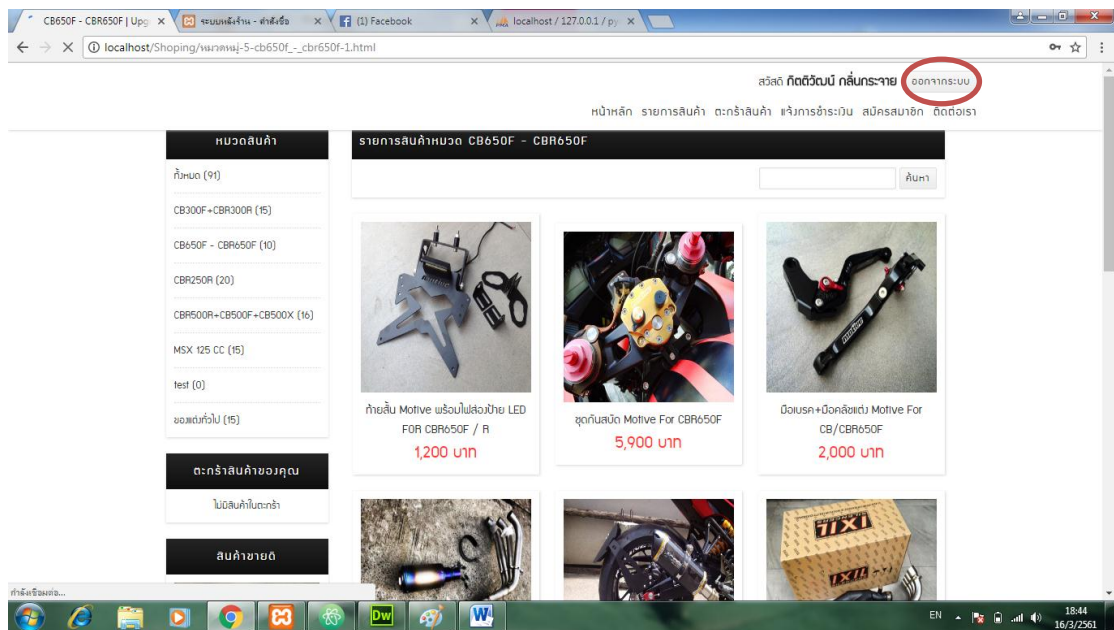 CB650F - CBR650F | Upg
ระบบหลังร้าน - คำสั่งซื้อ
(1) Facebook
localhost / 127.0.0.1 / py
localhost/Shoping/หมวดหมู่-5-cb650f_-_cbr650f-1.html
สวัสดี กิตติวัฒน์ กลิ่นกระจาย ออกจากระบบ
หน้าหลัก รายการสินค้า ตะกร้าสินค้า แจ้งการชำระเงิน สมัครสมาชิก ติดต่อเรา
หมวดสินค้า
ทั้งหมด (91)
CB300F+CBR300R (15)
CB650F - CBR650F (10)
CBR250R (20)
CBR500R+CB500F+CB500X (16)
MSX 125 CC (15)
test (0)
ของแต่งทั่วไป (15)
ตะกร้าสินค้าของคุณ
ไม่มีสินค้าในตะกร้า
สินค้าขายดี
รายการสินค้าหมวด CB650F - CBR650F
ค้นหา
ท้ายสั้น Motive พร้อมไฟส่องป้าย LED
FOR CBR650F / R
1,200 บาท
ชุดกันสบัด Motive For CBR650F
5,900 บาท
motive
มือเบรค+มือคลัชแต่ง Motive For
CB/CBR650F
2,000 บาท
IXIL
IXIL
กำลังเชื่อมต่อ...
Dw
W
EN
18:44
16/3/2561